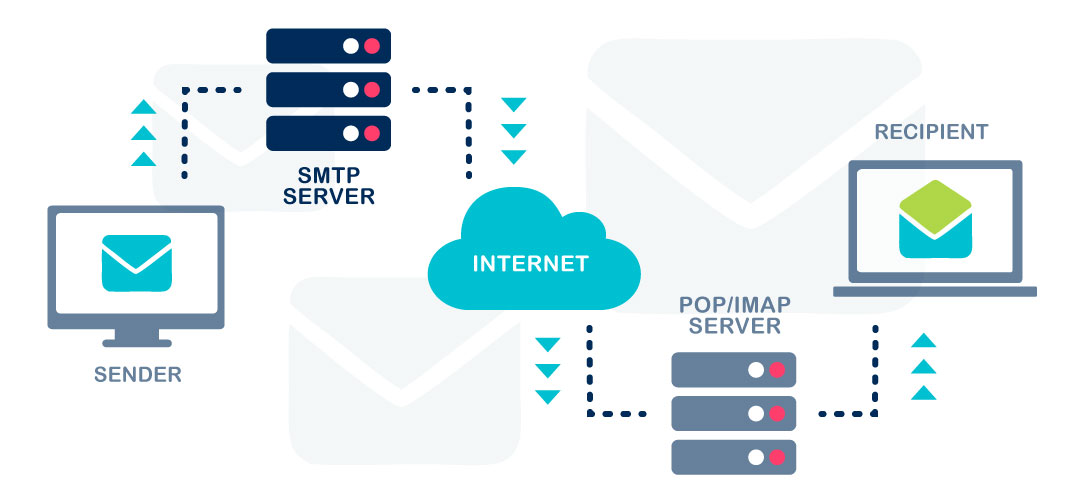 SMTP
SERVER
SENDER
INTERNET
RECIPIENT
POP/IMAP
SERVER